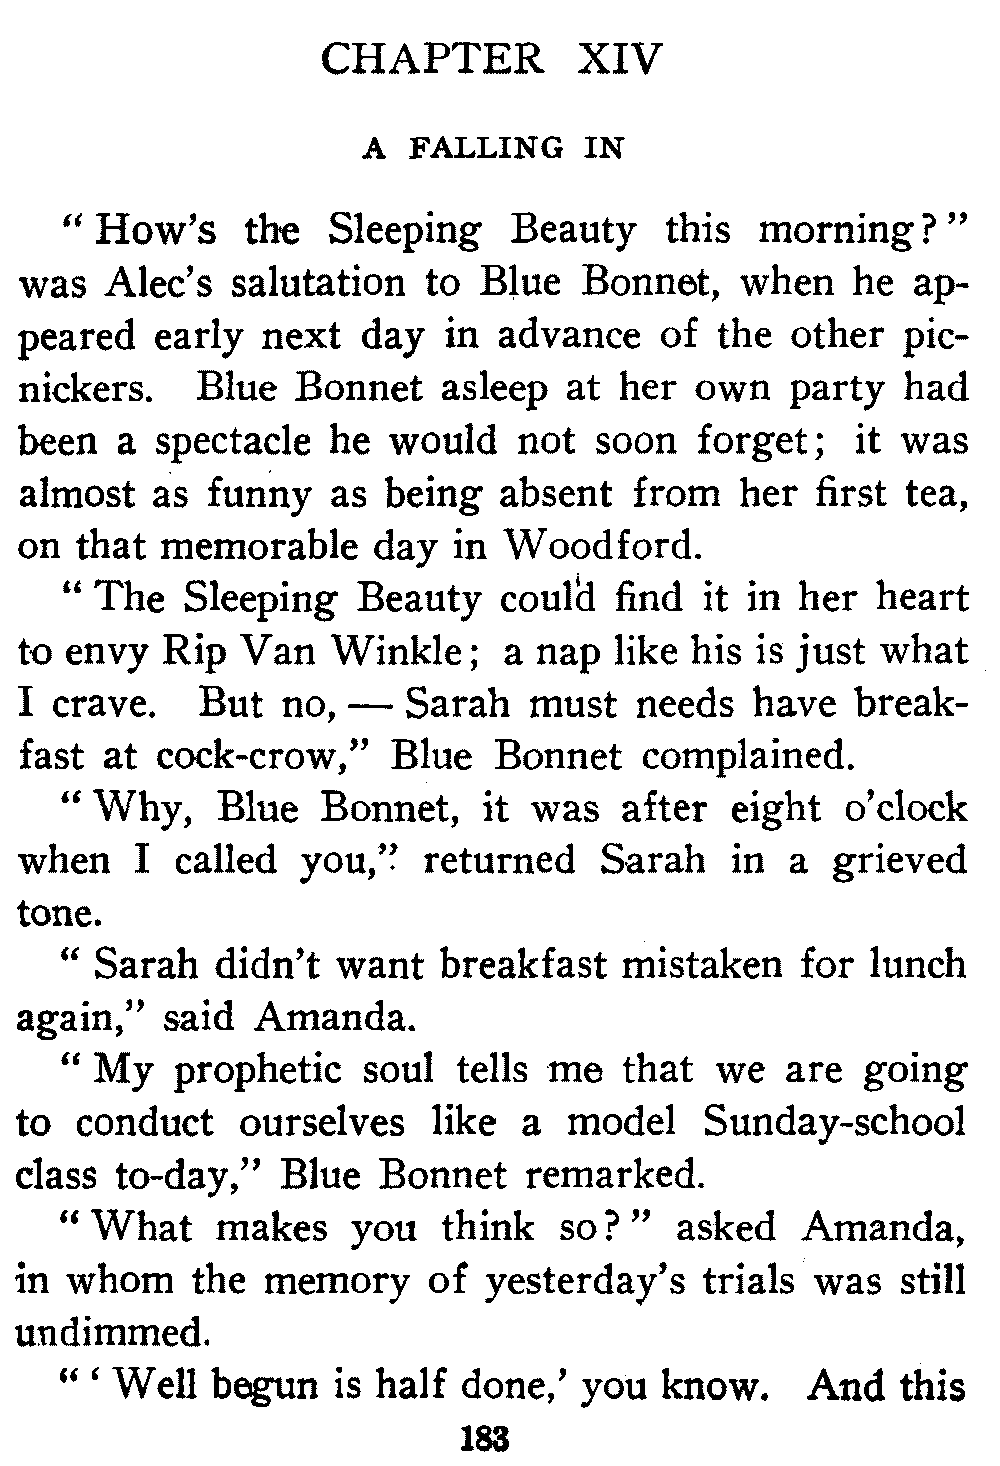 CHAPTER XIV
A FALLING IN
" How's the Sleeping Beauty this morning? "
was Alec's salutation to Blue Bonnet, when he ap-
peared early next day in advance of the other pic-
nickers. Blue Bonnet asleep at her own party had
been a spectacle he would not soon forget; it was
almost as funny as being absent from her first tea,
on that memorable day in Woodford.
" The Sleeping Beauty could find it in her heart
to envy Rip Van Winkle; a nap like his is just what
I crave. But no, — Sarah must needs have break-
fast at cock-crow," Blue Bonnet complained.
" Why, Blue Bonnet, it was after eight o'clock
when I called you," returned Sarah in a grieved
tone.
" Sarah didn't want breakfast mistaken for lunch
again," said Amanda.
" My prophetic soul tells me that we are going
to conduct ourselves like a model Sunday-school
class to-day," Blue Bonnet remarked.
" What makes you think so? " asked Amanda,
in whom the memory of yesterday's trials was still
undimmed.
" ' Well begun is half done,' you know. And this
183